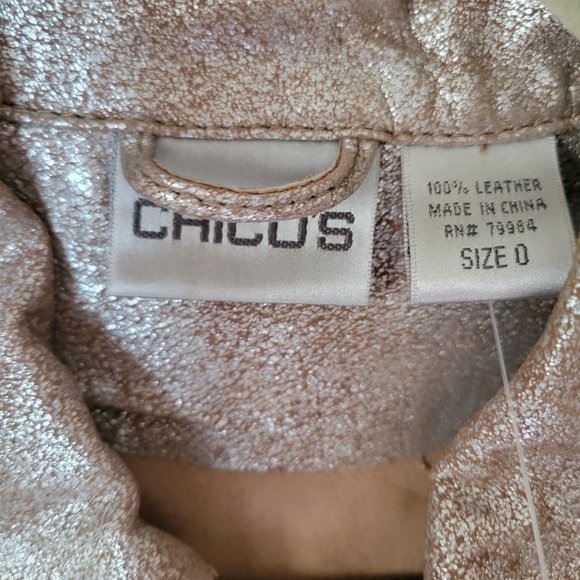 CHICO'S
100% LEATHER
MADE IN CHINA
RN# 79984
SIZE 0